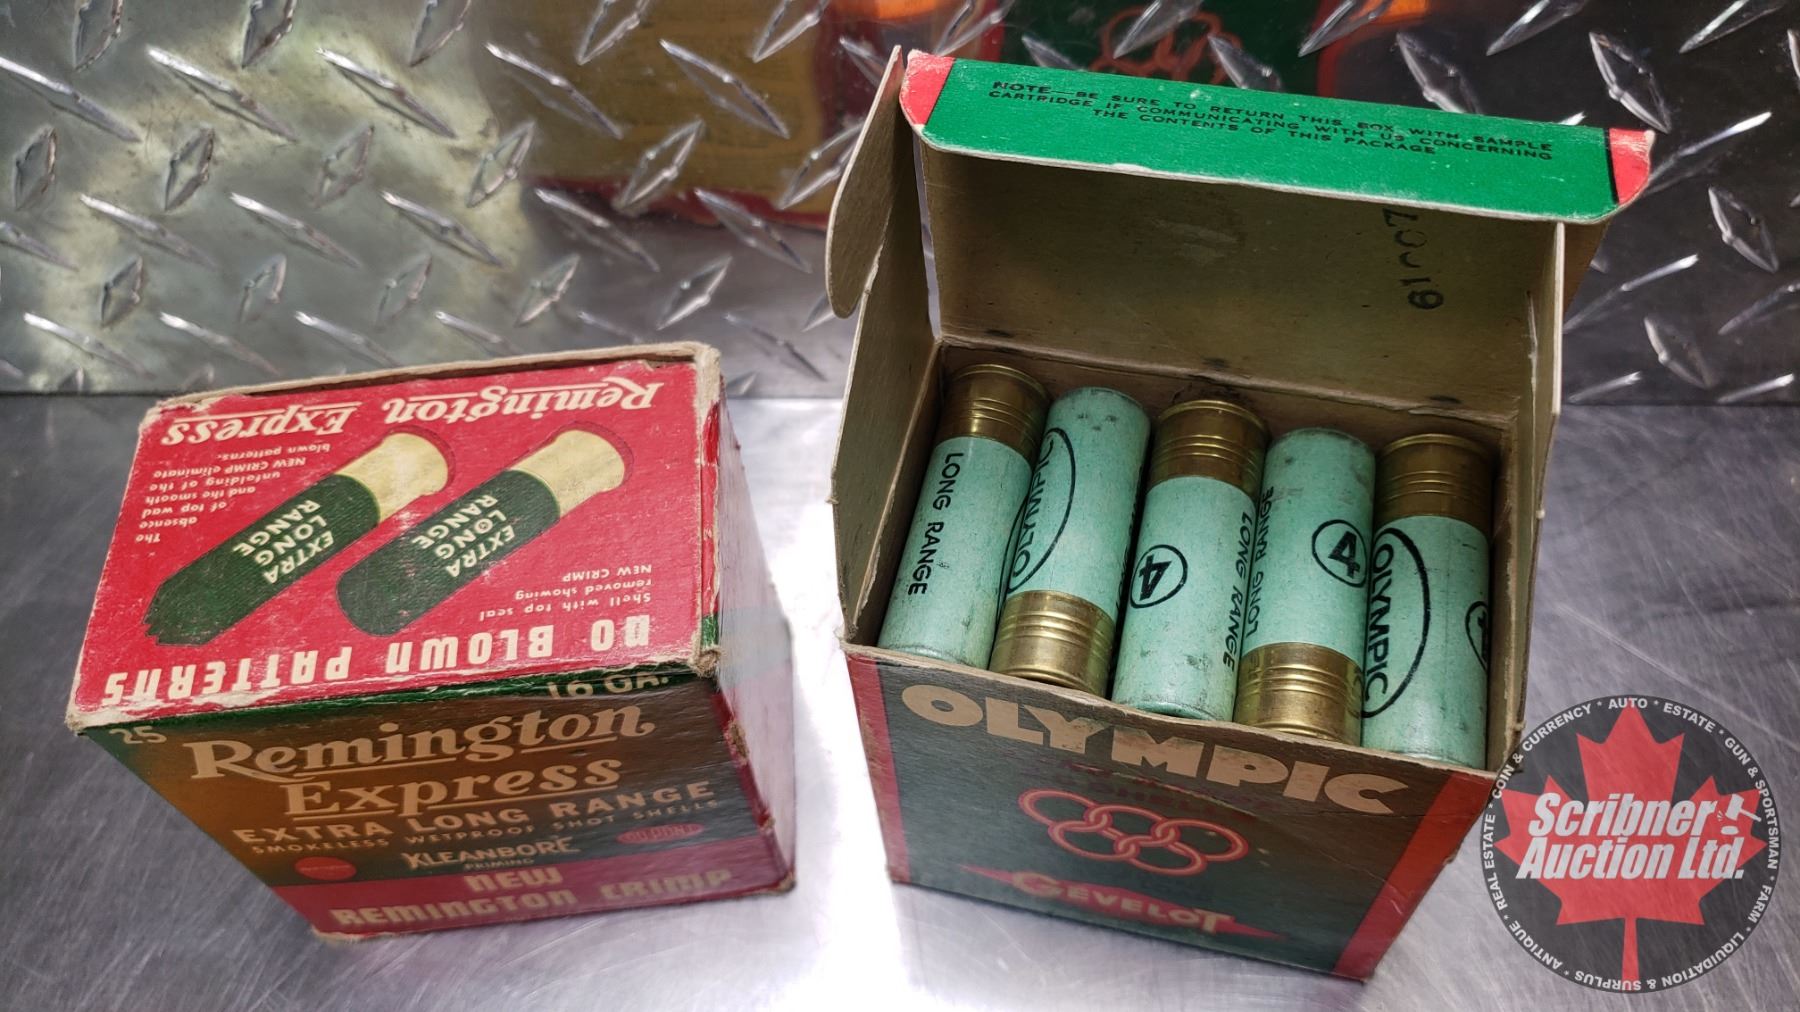 Remington Express
The
absence
of top wad
and the smooth
unfolding of the
NEW CRIMP eliminate
blown patterns.
EXTRA
LONG
RANGE
EXTRA
LONG
RANGE
Shell with top seal
removed showing
NEW CRIMP
NO BLOWN PATTERNS
25
16 GA.
Remington
Express
EXTRA LONG RANGE
SMOKELESS WETPROOF SHOT SHELLS
DU PONT
KLEANBORE
PRIMING
NEW
REMINGTON CRIMP
NOTE—BE SURE TO RETURN THIS BOX WITH SAMPLE
CARTRIDGE IF COMMUNICATING WITH US CONCERNING
THE CONTENTS OF THIS PACKAGE
LONG RANGE
OLYMPIC
4
LONG RANGE
LONG RANGE
4
OLYMPIC
4
OLYMPIC
GEVELOT
Scribner
Auction Ltd.
COIN & CURRENCY * AUTO * ESTATE * GUN & SPORTSMAN * FARM * LIQUIDATION & SURPLUS * ANTIQUE * REAL ESTATE *